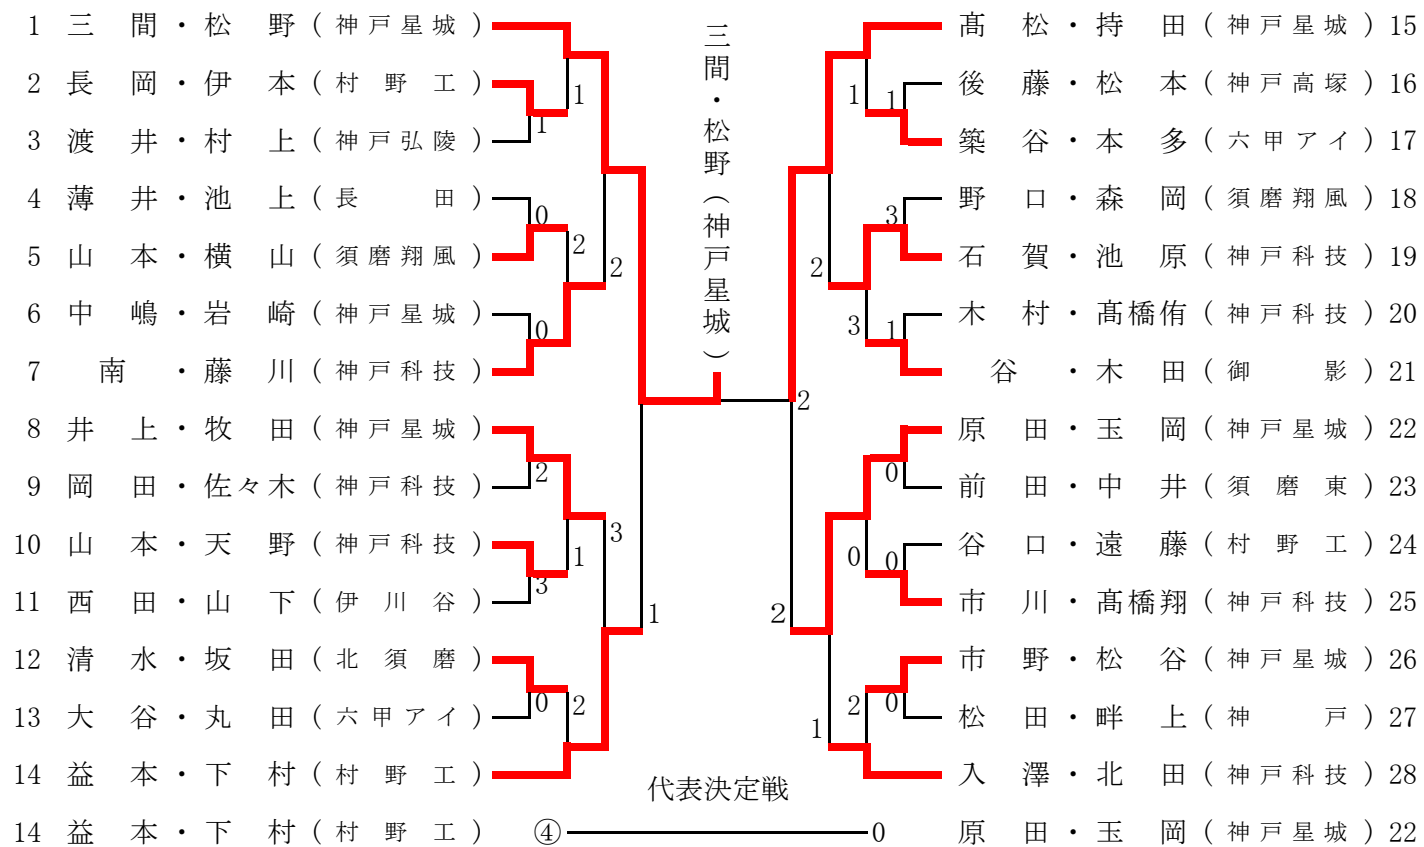 1 三間・松野(神戸星城)
2 長岡・伊本(村野工)
3 渡井・村上(神戸弘陵)
4 薄井・池上(長田)
5 山本・横山(須磨翔風)
6 中嶋・岩崎(神戸星城)
7 南・藤川(神戸科技)
8 井上・牧田(神戸星城)
9 岡田・佐々木(神戸科技)
10 山本・天野(神戸科技)
11 西田・山下(伊川谷)
12 清水・坂田(北須磨)
13 大谷・丸田(六甲アイ)
14 益本・下村(村野工)
1
1
0
2
0
2
2
3
1
3
1
0
2
三間・松野(神戸星城)
2
1
1
3
2
3
1
0
0
0
2
0
2
1
髙松・持田(神戸星城)15
後藤・松本(神戸高塚)16
築谷・本多(六甲アイ)17
野口・森岡(須磨翔風)18
石賀・池原(神戸科技)19
木村・髙橋侑(神戸科技)20
谷・木田(御影)21
原田・玉岡(神戸星城)22
前田・中井(須磨東)23
谷口・遠藤(村野工)24
市川・髙橋翔(神戸科技)25
市野・松谷(神戸星城)26
松田・畔上(神戸)27
入澤・北田(神戸科技)28
代表決定戦
14 益本・下村(村野工) ④ 0 原田・玉岡(神戸星城)22